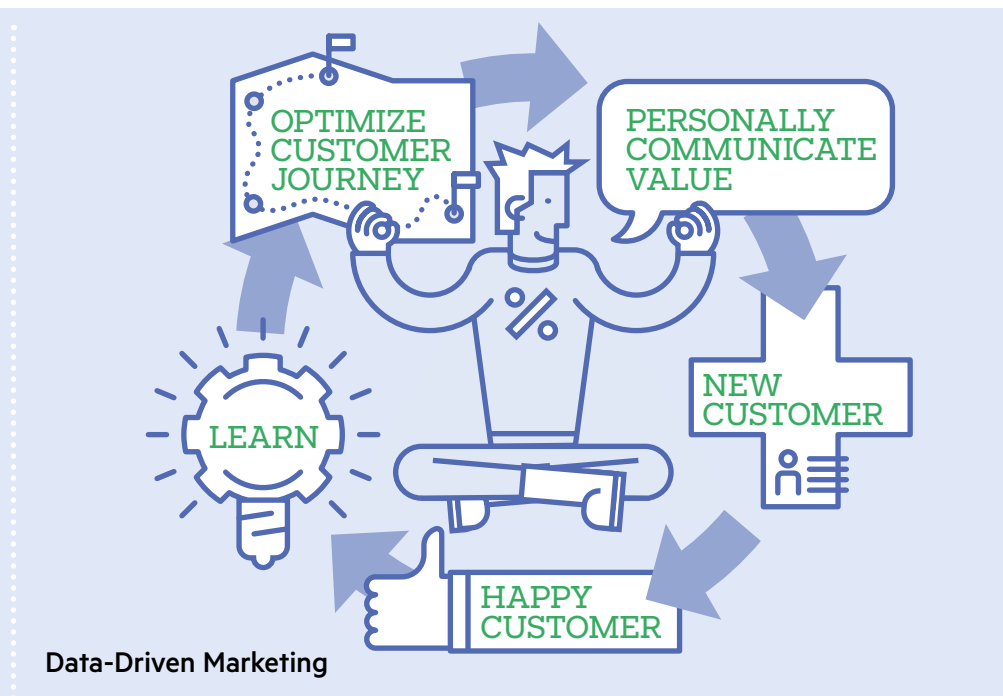 OPTIMIZE
CUSTOMER
JOURNEY
PERSONALLY
COMMUNICATE
VALUE
NEW
CUSTOMER
HAPPY
CUSTOMER
LEARN
%
Data-Driven Marketing